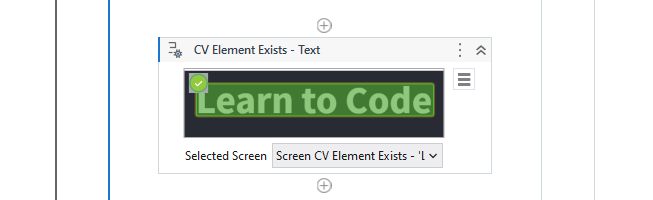 CV Element Exists - Text
Learn to Code
Selected Screen Screen CV Element Exists - 'L